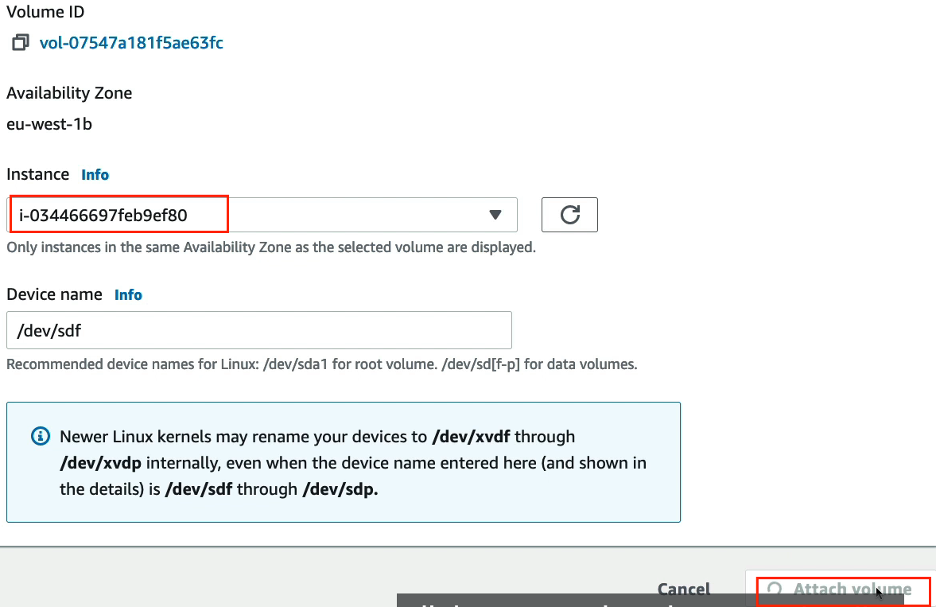 Volume ID
vol-07547a181f5ae63fc
Availability Zone
eu-west-1b
Instance Info
i-034466697feb9ef80
Only instances in the same Availability Zone as the selected volume are displayed.
Device name Info
/dev/sdf
Recommended device names for Linux: /dev/sda1 for root volume. /dev/sd[f-p] for data volumes.
Newer Linux kernels may rename your devices to /dev/xvdf through
/dev/xvdp internally, even when the device name entered here (and shown in
the details) is /dev/sdf through /dev/sdp.
Cancel Attach volume